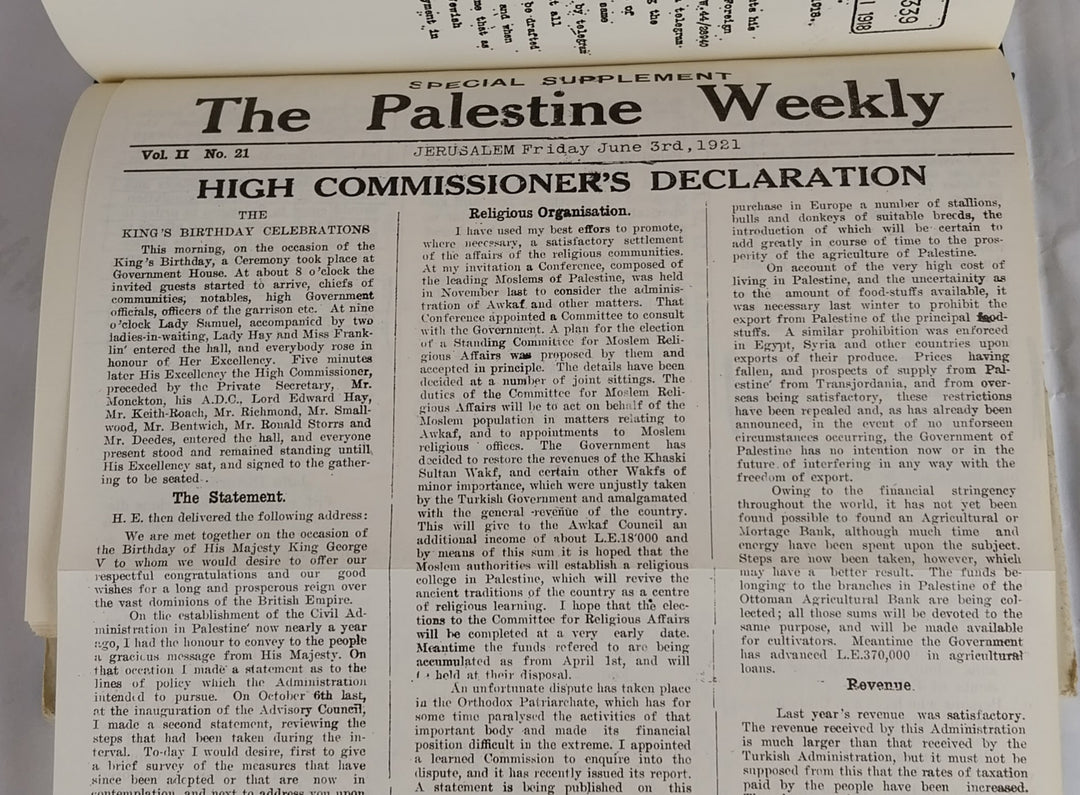 339
1918
1918.
SPECIAL SUPPLEMENT
The Palestine Weekly
Vol. II No. 21
JERUSALEM Friday June 3rd, 1921
HIGH COMMISSIONER'S DECLARATION
THE
KING'S BIRTHDAY CELEBRATIONS
This morning, on the occasion of the
King's Birthday, a Ceremony took place at
Government House. At about 8 o'clock the
invited guests started to arrive, chiefs of
communities, notables, high Government
officials, officers of the garrison etc. At nine
o'clock Lady Samuel, accompanied by two
ladies-in-waiting, Lady Hay and Miss Frank-
lin' entered the hall, and everybody rose in
honour of Her Excellency. Five minutes
later His Excellency the High Commissioner,
preceded by the Private Secretary, Mr.
Monckton, his A.D.C., Lord Edward Hay,
Mr. Keith-Roach, Mr. Richmond, Mr. Small-
wood, Mr. Bentwich, Mr. Ronald Storrs and
Mr. Deedes, entered the hall, and everyone
present stood and remained standing untill
His Excellency sat, and signed to the gather-
ing to be seated.
The Statement.
H. E. then delivered the following address:
We are met together on the occasion of
the Birthday of His Majesty King George
V to whom we would desire to offer our
respectful congratulations and our good
wishes for a long and prosperous reign over
the vast dominions of the British Empire.
On the establishment of the Civil Ad-
ministration in Palestine' now nearly a year
ago, I had the honour to convey to the people
a gracious message from His Majesty. On
that occation I made a statement as to the
lines of policy which the Administration
intended to pursue. On October 6th last,
at the inauguration of the Advisory Council,
I made a second statement, reviewing the
steps that had been taken during the in-
terval. To-day I would desire, first to give
a brief survey of the measures that have
since been adopted or that are now in
contemplation and next to address you upon
Religious Organisation.
I have used my best efforts to promote,
where necessary, a satisfactory settlement
of the affairs of the religious communities.
At my invitation a Conference, composed of
the leading Moslems of Palestine, was held
in November last to consider the adminis-
tration of Awkaf and other matters. That
Conference appointed a Committee to consult
with the Government. A plan for the election
of a Standing Committee for Moslem Reli-
gious Affairs was proposed by them and
accepted in principle. The details have been
decided at a number of joint sittings. The
duties of the Committee for Moslem Reli-
gious Affairs will be to act on behalf of the
Moslem population in matters relating to
Awkaf, and to appointments to Moslem
religious offices. The Government has
decided to restore the revenues of the Khaski
Sultan Wakf, and certain other Wakfs of
minor importance, which were unjustly taken
by the Turkish Government and amalgamated
with the general revenue of the country.
This will give to the Awkaf Council an
additional income of about L.E.18'000 and
by means of this sum it is hoped that the
Moslem authorities will establish a religious
college in Palestine, which will revive the
ancient traditions of the country as a centre
of religious learning. I hope that the elec-
tions to the Committee for Religious Affairs
will be completed at a very early date.
Meantime the funds refered to are being
accumulated as from April 1st, and will
held at their disposal.
An unfortunate dispute has taken place
in the Orthodox Patriarchate, which has for
some time paralysed the activities of that
important body and made its financial
position difficult in the extreme. I appointed
a learned Commission to enquire into the
dispute, and it has recently issued its report.
A statement is being published on this
purchase in Europe a number of stallions,
bulls and donkeys of suitable breeds, the
introduction of which will be certain to
add greatly in course of time to the pros-
perity of the agriculture of Palestine.
On account of the very high cost of
living in Palestine, and the uncertainity as
to the amount of food-stuffs available, it
was necessary last winter to prohibit the
export from Palestine of the principal food-
stuffs. A similar prohibition was enforced
in Egypt, Syria and other countries upon
exports of their produce. Prices having
fallen, and prospects of supply from Pal-
estine' from Transjordania, and from over-
seas being satisfactory, these restrictions
have been repealed and, as has already been
announced, in the event of no unforseen
circumstances occurring, the Government of
Palestine has no intention now or in the
future of interfering in any way with the
freedom of export.
Owing to the financial stringency
throughout the world, it has not yet been
found possible to found an Agricultural or
Mortage Bank, although much time and
energy have been spent upon the subject.
Steps are now been taken, however, which
may have a better result. The funds be-
longing to the branches in Palestine of the
Ottoman Agricultural Bank are being col-
lected; all those sums will be devoted to the
same purpose, and will be made available
for cultivators. Meantime the Government
has advanced L.E.370,000 in agricultural
loans.
Revenue.
Last year's revenue was satisfactory.
The revenue received by this Administration
is much larger than that received by the
Turkish Administration, but it must not be
supposed from this that the rates of taxation
paid by the people have been increased.